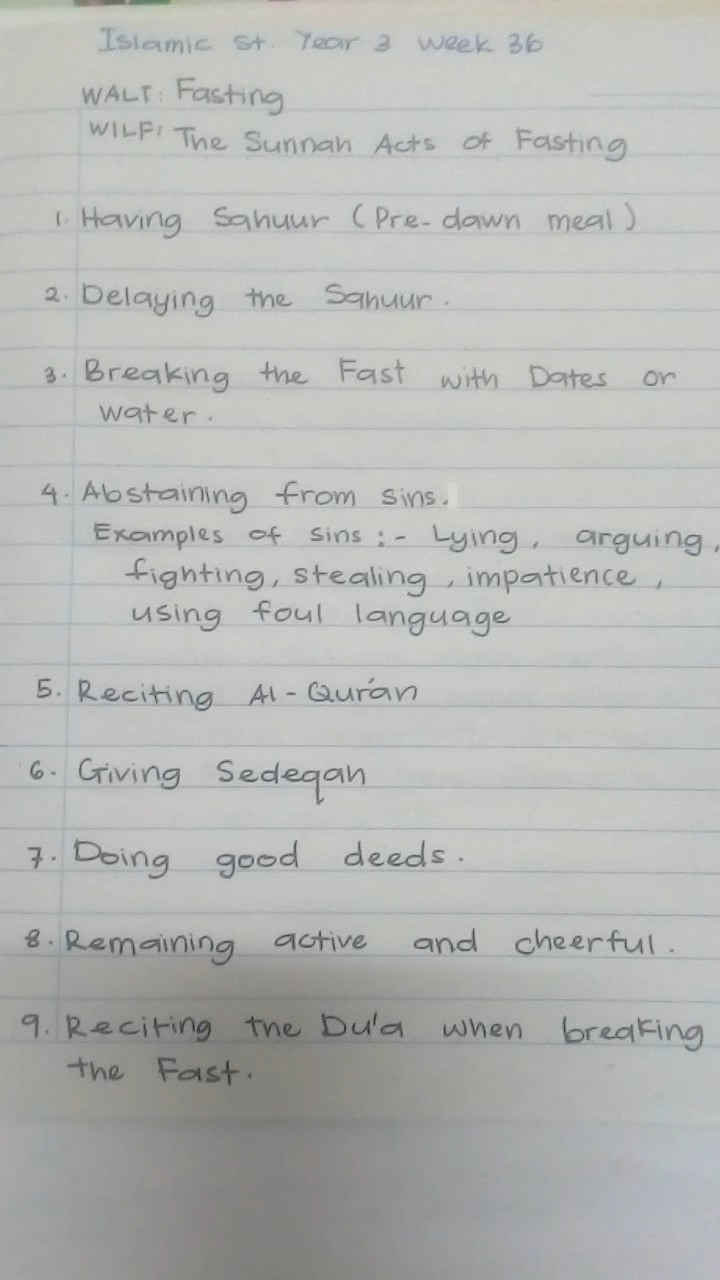 Islamic St. Year 3 Week 36
WALT: Fasting
WILF: The Sunnah Acts of Fasting
1. Having Sahuur (Pre-dawn meal)
2. Delaying the Sahuur.
3. Breaking the Fast with Dates or
water.
4. Abstaining from sins.
Examples of sins :- Lying, arguing,
fighting, stealing, impatience,
using foul language
5. Reciting Al-Qur'an
6. Giving Sedeqah
7. Doing good deeds.
8. Remaining active and cheerful.
9. Reciting the Du'a when breaking
the Fast.